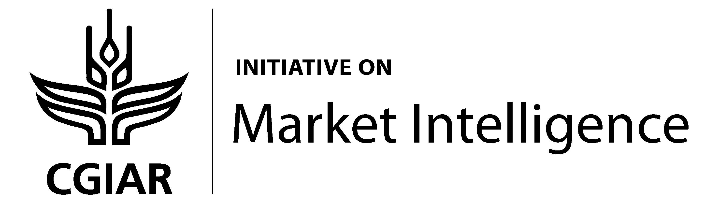 CGIAR
INITIATIVE ON
Market Intelligence